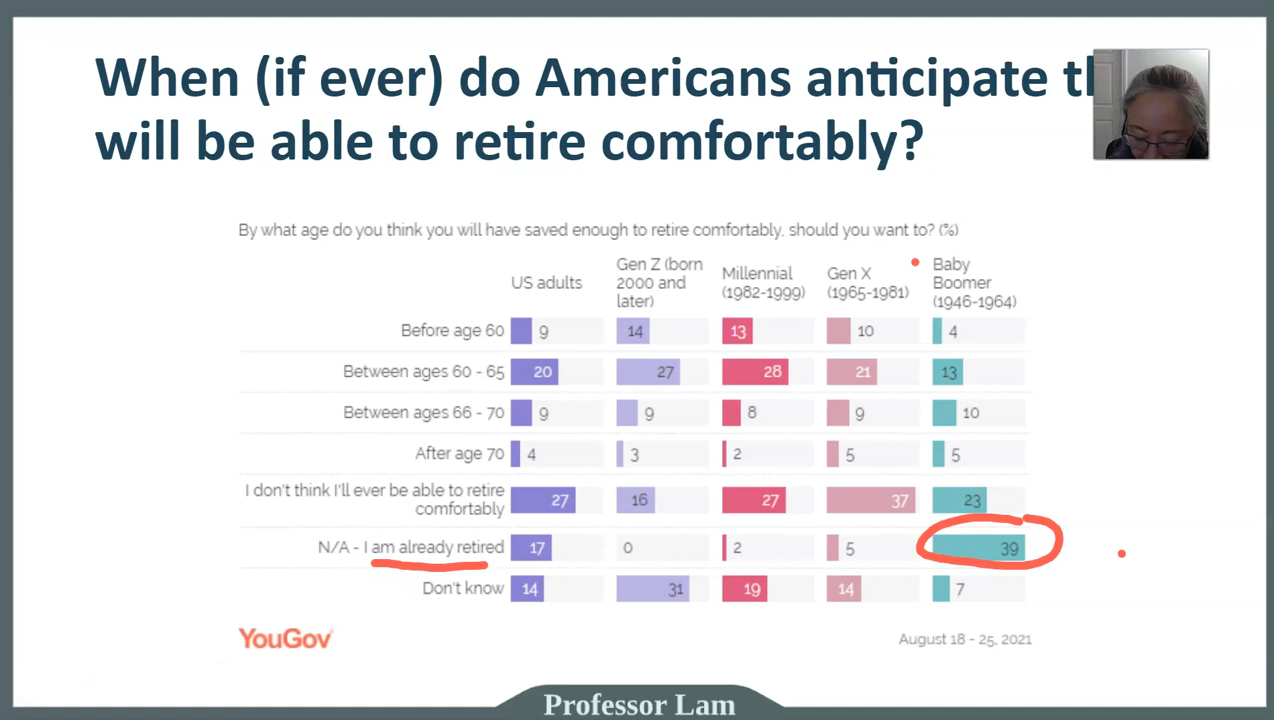 When (if ever) do Americans anticipate
will be able to retire comfortably?
By what age do you think you will have saved enough to retire comfortably, should you want to? (%)
US adults
Gen Z (born
2000 and
later)
Millennial
(1982-1999)
Gen X
(1965-1981)
Baby
Boomer
(1946-1964)
Before age 60 9 14 13 10 4
Between ages 60 - 65 20 27 28 21 13
Between ages 66 - 70 9 9 8 9 10
After age 70 4 3 2 5 5
I don't think I'll ever be able to retire
comfortably 27 16 27 37 23
N/A - I am already retired 17 0 2 5 39
Don't know 14 31 19 14 7
YouGov
August 18 - 25, 2021
Professor Lam